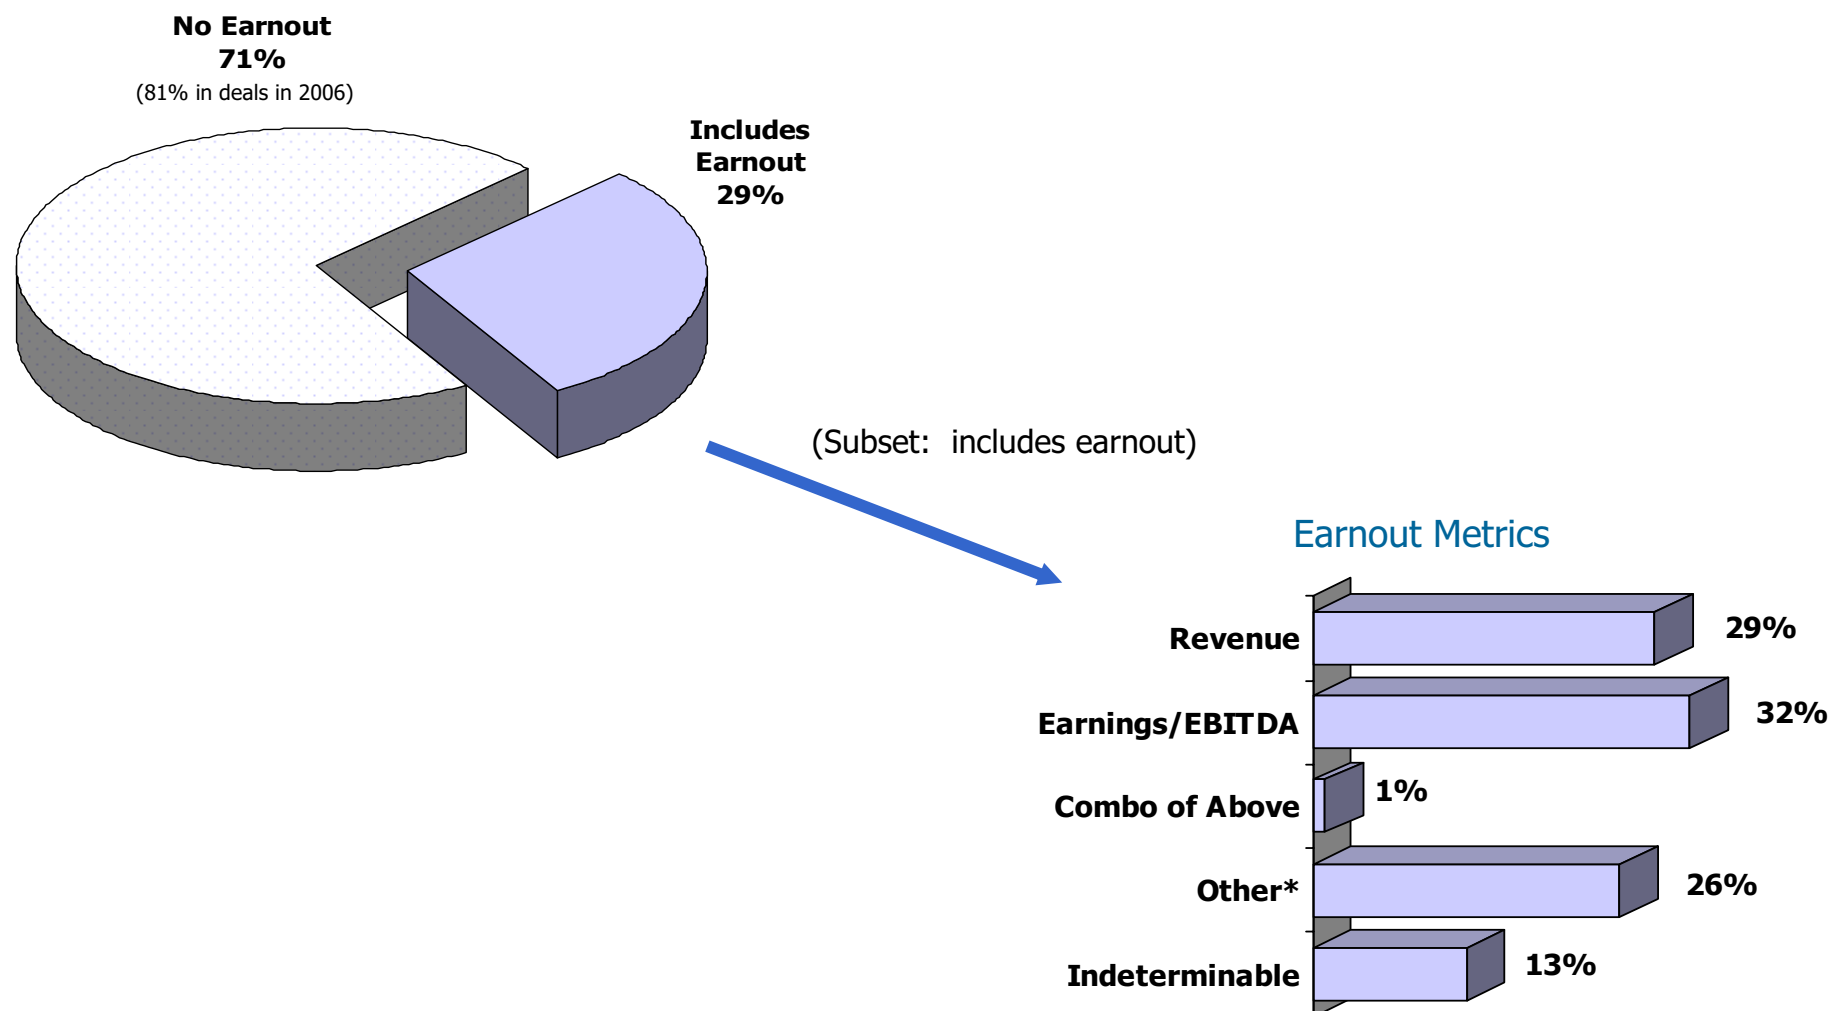 No Earnout
71%
(81% in deals in 2006)
Includes
Earnout
29%
(Subset:  includes earnout)
Earnout Metrics
Revenue
29%
Earnings/EBITDA
32%
Combo of Above
1%
Other*
26%
Indeterminable
13%